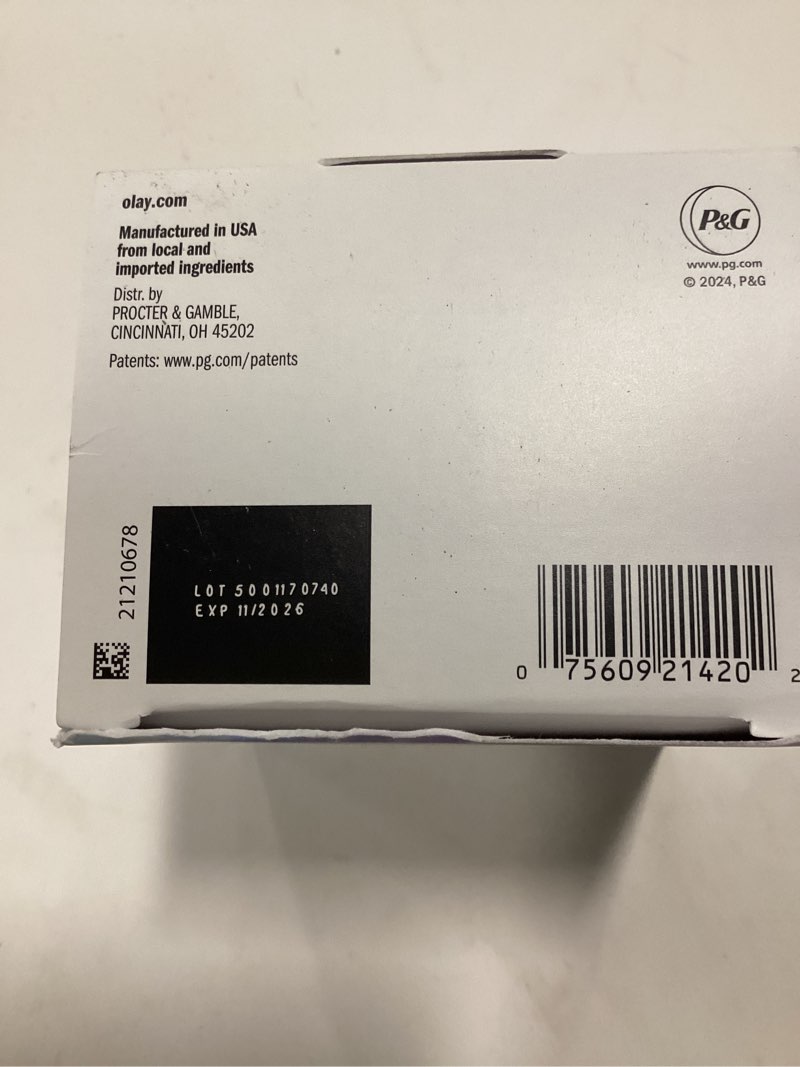 olay.com
Manufactured in USA
from local and
imported ingredients
Distr. by
PROCTER & GAMBLE,
CINCINNATI, OH 45202
Patents: www.pg.com/patents
P&G
www.pg.com
© 2024, P&G
21210678
LOT 5001170740
EXP 11/2026
0 75609 21420 2